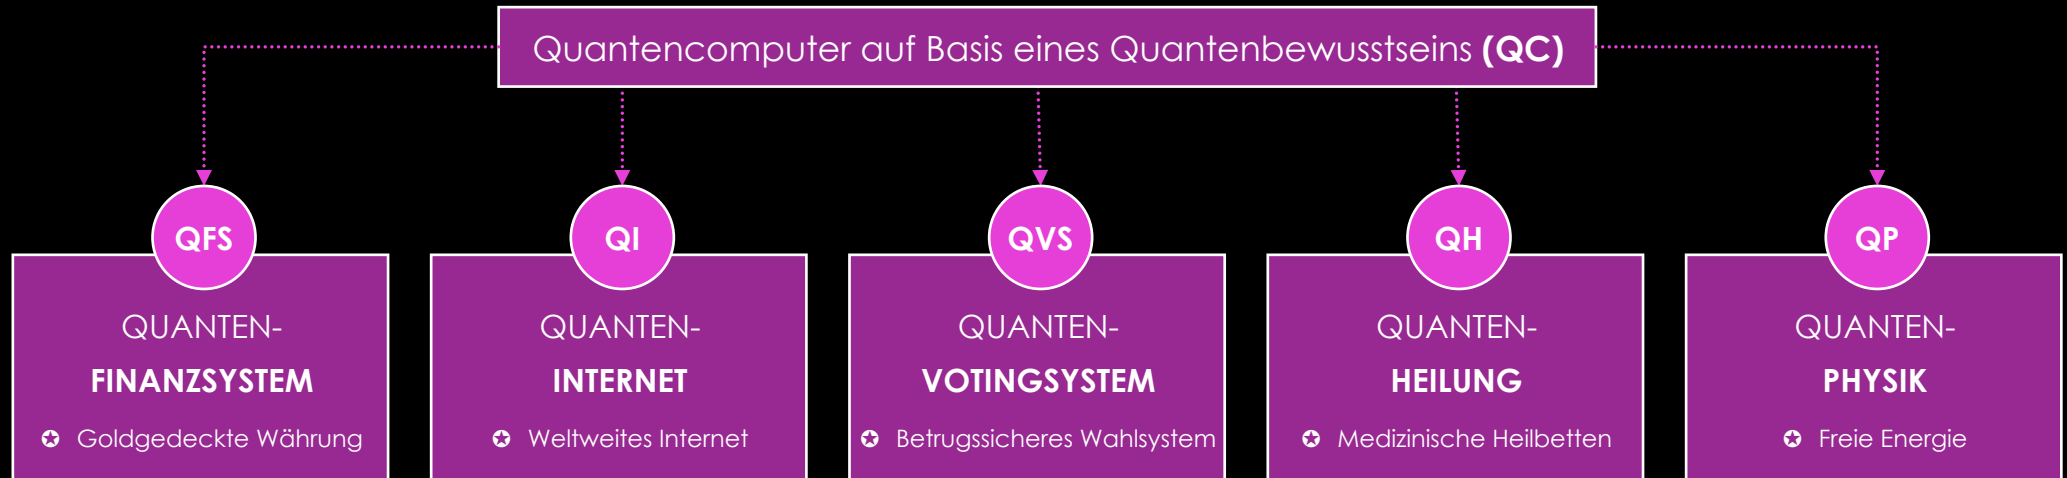 Quantencomputer auf Basis eines Quantenbewusstseins (QC)
QFS
QUANTEN-
FINANZSYSTEM
✪ Goldgedeckte Währung
QI
QUANTEN-
INTERNET
✪ Weltweites Internet
QVS
QUANTEN-
VOTINGSYSTEM
✪ Betrugssicheres Wahlsystem
QH
QUANTEN-
HEILUNG
✪ Medizinische Heilbetten
QP
QUANTEN-
PHYSIK
✪ Freie Energie